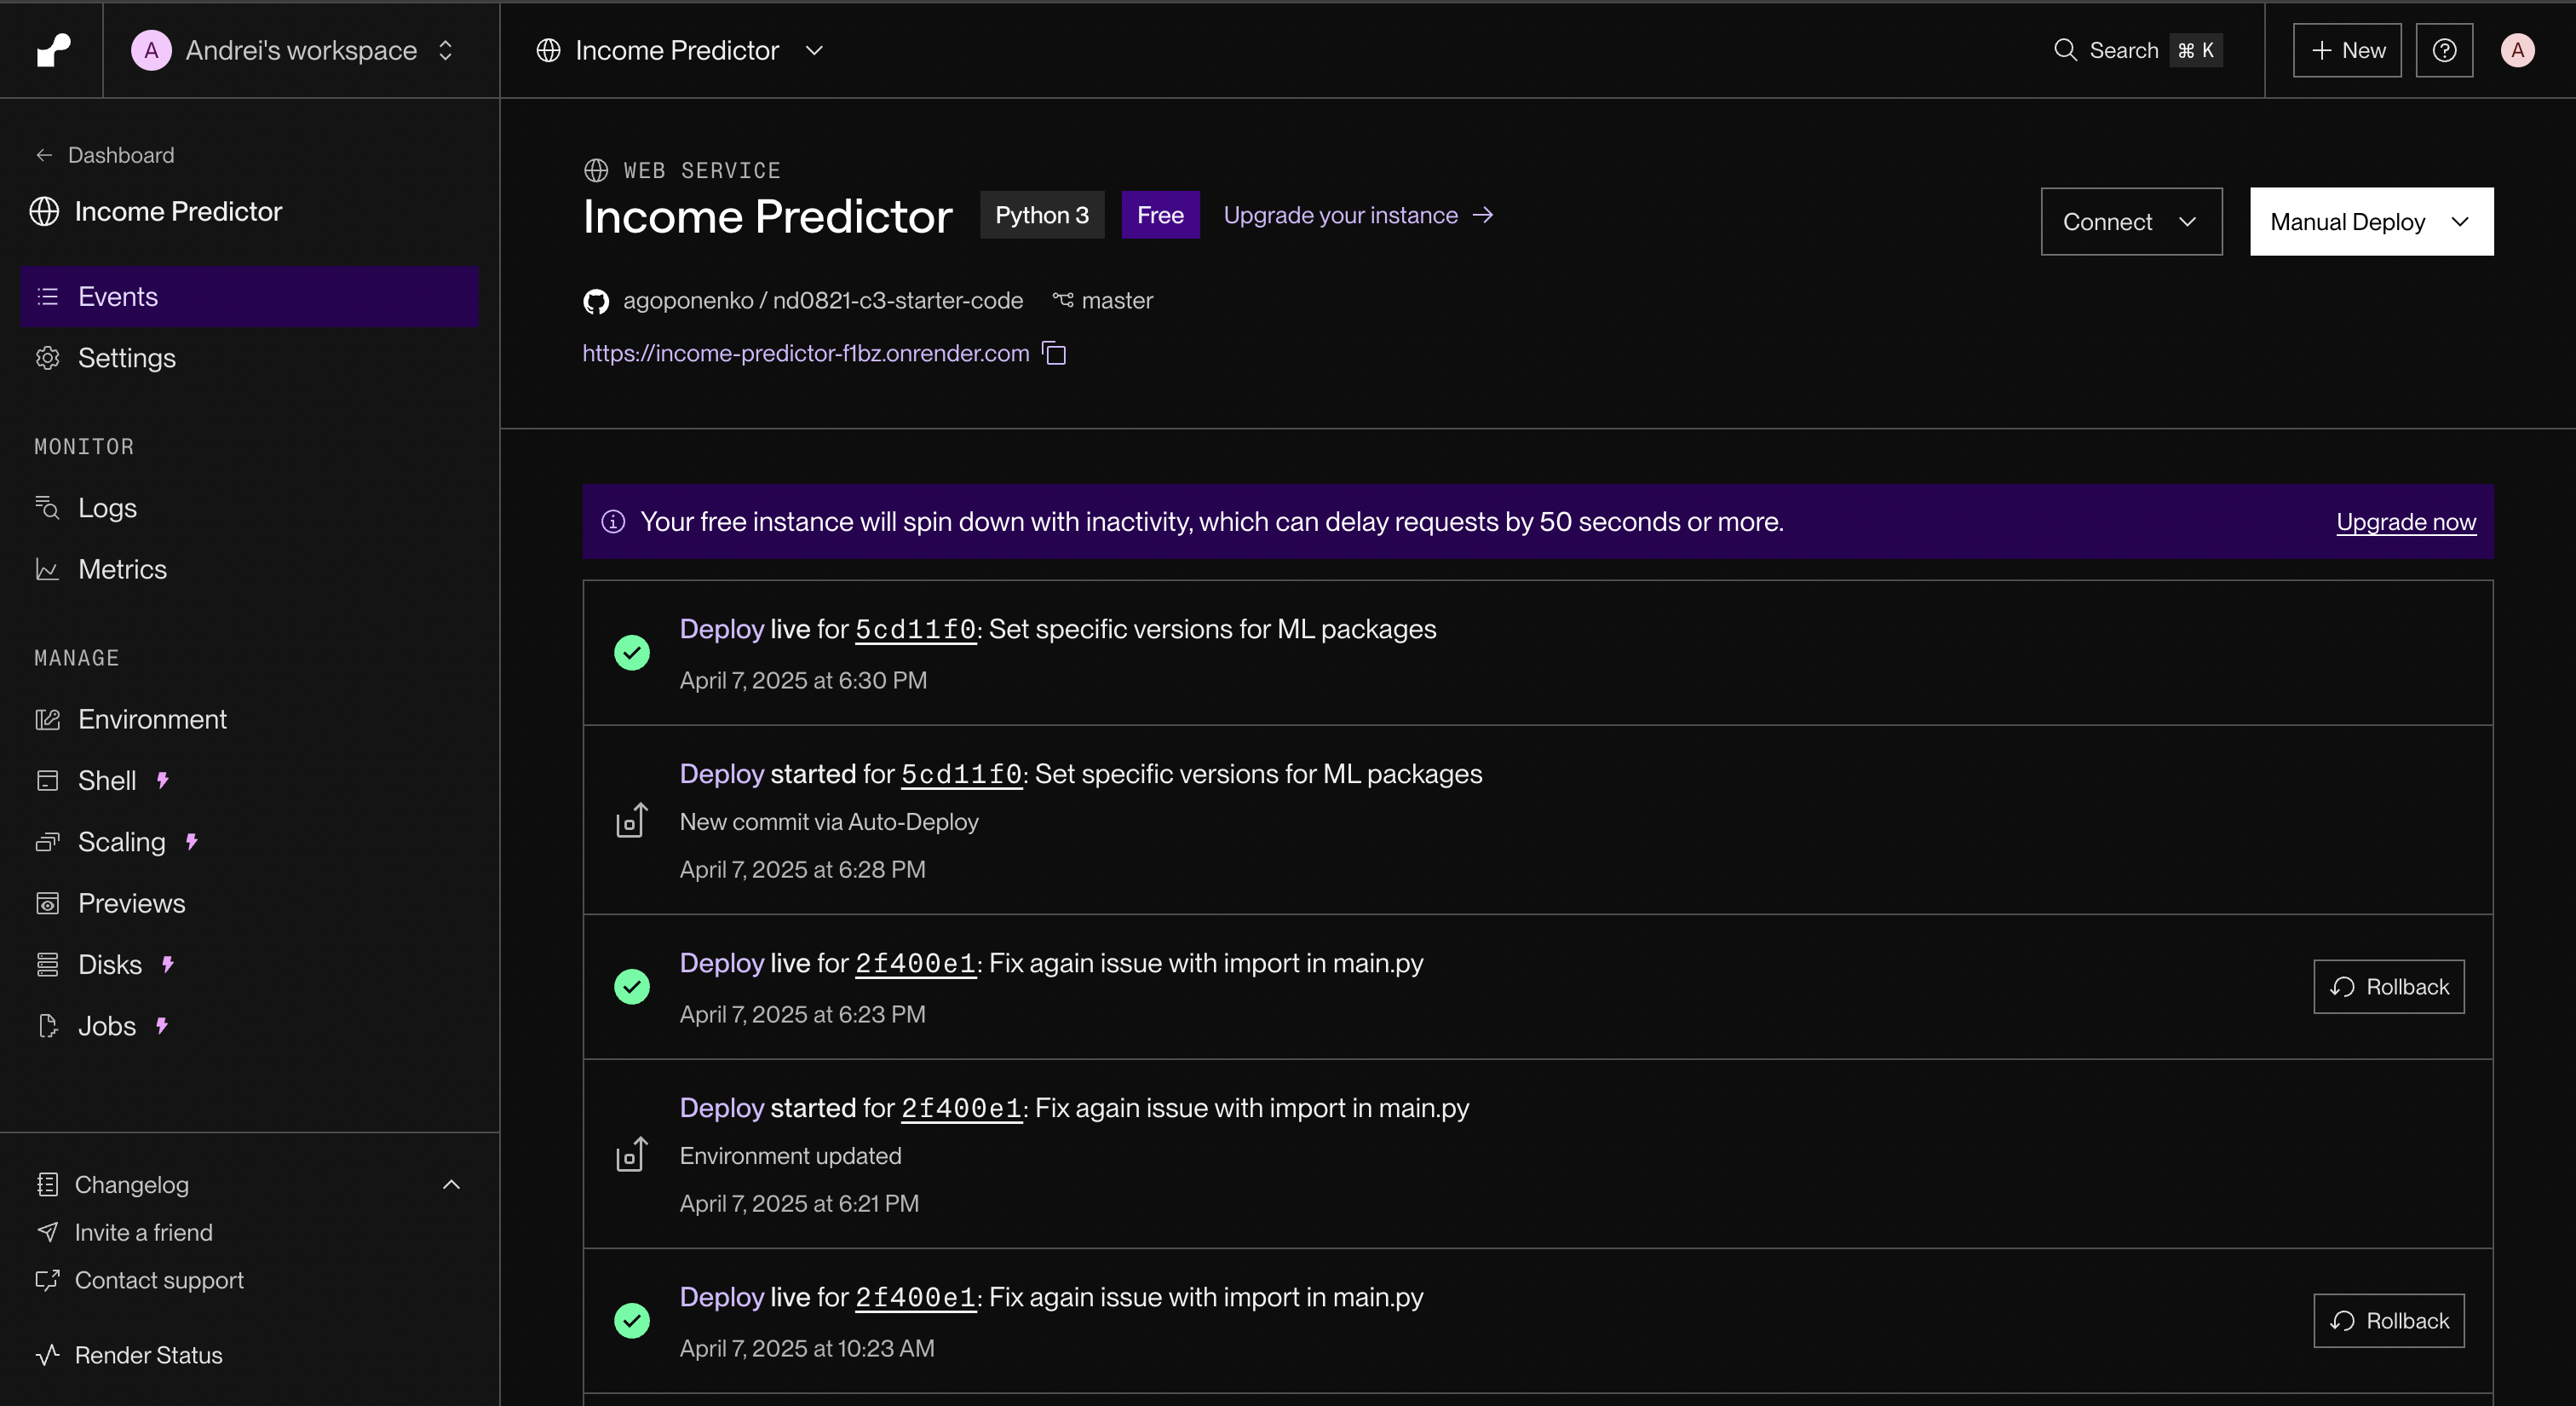 A Andrei's workspace
Income Predictor
Search ⌘ K
+ New
A
← Dashboard
Income Predictor
Events
Settings
MONITOR
Logs
Metrics
MANAGE
Environment
Shell
Scaling
Previews
Disks
Jobs
Changelog
Invite a friend
Contact support
Render Status
WEB SERVICE
Income Predictor Python 3 Free Upgrade your instance →
Connect
Manual Deploy
agoponenko / nd0821-c3-starter-code master
https://income-predictor-f1bz.onrender.com
Your free instance will spin down with inactivity, which can delay requests by 50 seconds or more.
Upgrade now
Deploy live for 5cd11f0: Set specific versions for ML packages
April 7, 2025 at 6:30 PM
Deploy started for 5cd11f0: Set specific versions for ML packages
New commit via Auto-Deploy
April 7, 2025 at 6:28 PM
Deploy live for 2f400e1: Fix again issue with import in main.py
April 7, 2025 at 6:23 PM
Rollback
Deploy started for 2f400e1: Fix again issue with import in main.py
Environment updated
April 7, 2025 at 6:21 PM
Deploy live for 2f400e1: Fix again issue with import in main.py
April 7, 2025 at 10:23 AM
Rollback